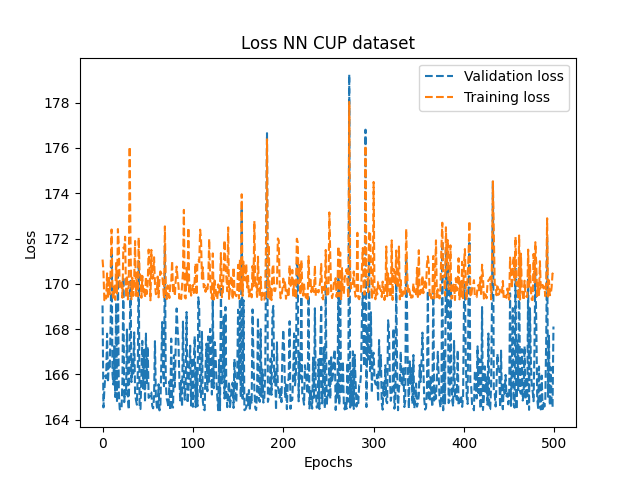 Loss NN CUP dataset
Validation loss
Training loss
178
176
174
172
170
168
166
164
Loss
0
100
200
300
400
500
Epochs